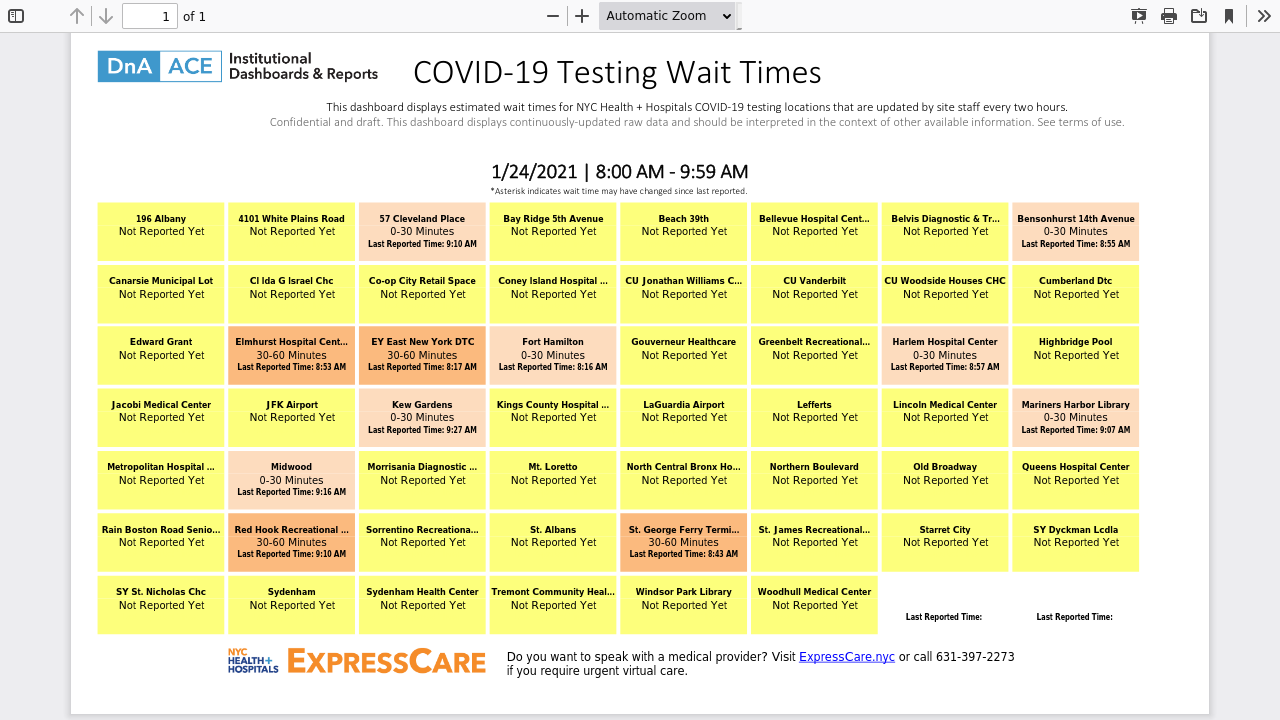 1 of 1 Automatic Zoom
DnA ACE Institutional Dashboards & Reports
COVID-19 Testing Wait Times
This dashboard displays estimated wait times for NYC Health + Hospitals COVID-19 testing locations that are updated by site staff every two hours.
Confidential and draft. This dashboard displays continuously-updated raw data and should be interpreted in the context of other available information. See terms of use.
1/24/2021 | 8:00 AM - 9:59 AM
*Asterisk indicates wait time may have changed since last reported.
196 Albany
Not Reported Yet
4101 White Plains Road
Not Reported Yet
57 Cleveland Place
0-30 Minutes
Last Reported Time: 9:10 AM
Bay Ridge 5th Avenue
Not Reported Yet
Beach 39th
Not Reported Yet
Bellevue Hospital Cent...
Not Reported Yet
Belvis Diagnostic & Tr...
Not Reported Yet
Bensonhurst 14th Avenue
0-30 Minutes
Last Reported Time: 8:55 AM
Canarsie Municipal Lot
Not Reported Yet
CI Ida G Israel Chc
Not Reported Yet
Co-op City Retail Space
Not Reported Yet
Coney Island Hospital ...
Not Reported Yet
CU Jonathan Williams C...
Not Reported Yet
CU Vanderbilt
Not Reported Yet
CU Woodside Houses CHC
Not Reported Yet
Cumberland Dtc
Not Reported Yet
Edward Grant
Not Reported Yet
Elmhurst Hospital Cent...
30-60 Minutes
Last Reported Time: 8:53 AM
EY East New York DTC
30-60 Minutes
Last Reported Time: 8:17 AM
Fort Hamilton
0-30 Minutes
Last Reported Time: 8:16 AM
Gouverneur Healthcare
Not Reported Yet
Greenbelt Recreational...
Not Reported Yet
Harlem Hospital Center
0-30 Minutes
Last Reported Time: 8:57 AM
Highbridge Pool
Not Reported Yet
Jacobi Medical Center
Not Reported Yet
JFK Airport
Not Reported Yet
Kew Gardens
0-30 Minutes
Last Reported Time: 9:27 AM
Kings County Hospital ...
Not Reported Yet
LaGuardia Airport
Not Reported Yet
Lefferts
Not Reported Yet
Lincoln Medical Center
Not Reported Yet
Mariners Harbor Library
0-30 Minutes
Last Reported Time: 9:07 AM
Metropolitan Hospital ...
Not Reported Yet
Midwood
0-30 Minutes
Last Reported Time: 9:16 AM
Morrisania Diagnostic ...
Not Reported Yet
Mt. Loretto
Not Reported Yet
North Central Bronx Ho...
Not Reported Yet
Northern Boulevard
Not Reported Yet
Old Broadway
Not Reported Yet
Queens Hospital Center
Not Reported Yet
Rain Boston Road Senio...
Not Reported Yet
Red Hook Recreational ...
30-60 Minutes
Last Reported Time: 9:10 AM
Sorrentino Recreationa...
Not Reported Yet
St. Albans
Not Reported Yet
St. George Ferry Termi...
30-60 Minutes
Last Reported Time: 8:43 AM
St. James Recreational...
Not Reported Yet
Starret City
Not Reported Yet
SY Dyckman Lcdla
Not Reported Yet
SY St. Nicholas Chc
Not Reported Yet
Sydenham
Not Reported Yet
Sydenham Health Center
Not Reported Yet
Tremont Community Heal...
Not Reported Yet
Windsor Park Library
Not Reported Yet
Woodhull Medical Center
Not Reported Yet
Last Reported Time:
Last Reported Time:
NYC
HEALTH+
HOSPITALS
EXPRESSCARE
Do you want to speak with a medical provider? Visit ExpressCare.nyc or call 631-397-2273
if you require urgent virtual care.